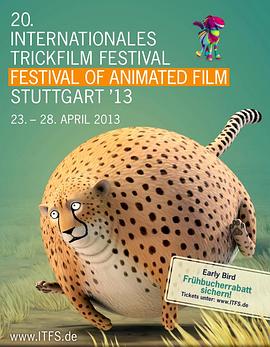 20.
INTERNATIONALES
TRICKFILM FESTIVAL
FESTIVAL OF ANIMATED FILM
STUTTGART ’13
23. – 28. APRIL 2013
Early Bird
Frühbucherrabatt
sichern!
Tickets unter: www.ITFS.de
www.ITFS.de